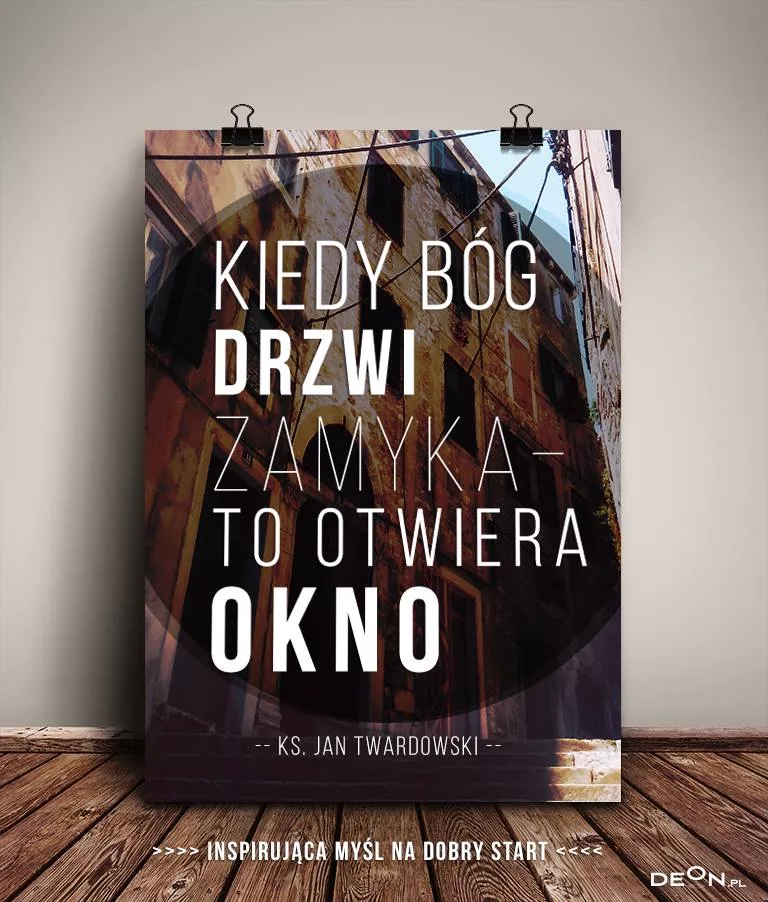 KIEDY BÓG
DRZWI
ZAMYKA–
TO OTWIERA
OKNO
-- KS. JAN TWARDOWSKI --
>>>> INSPIRUJĄCA MYŚL NA DOBRY START <<<<
DEON.PL